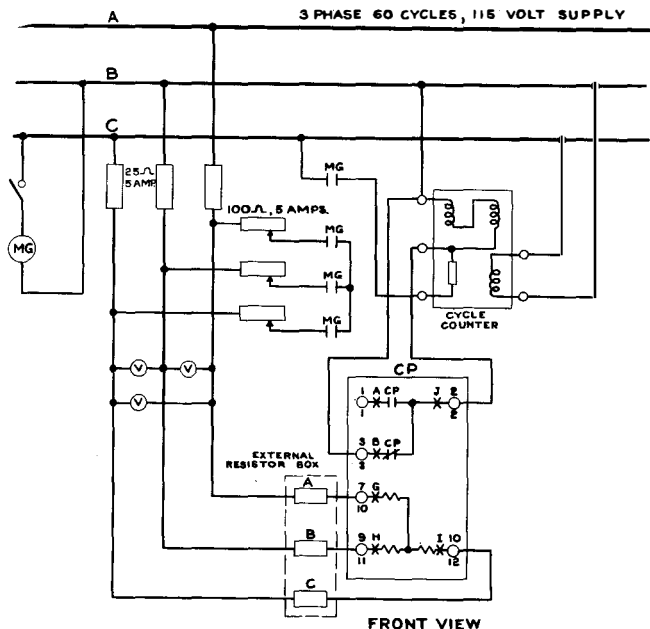 3 PHASE 60 CYCLES, 115 VOLT SUPPLY
A
B
C
25Ω
5 AMP.
MG
MG
100Ω, 5 AMPS.
MG
MG
MG
CYCLE
COUNTER
V
V
V
CP
1 A CP J 2
1 2
3 B CP
3
EXTERNAL
RESISTOR BOX
A
7 G
10
B
9 H I 10
11 12
C
FRONT VIEW